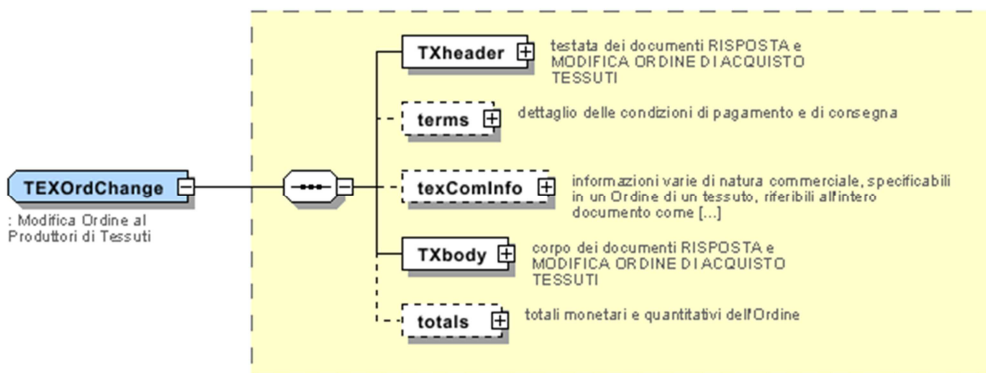 TXheader
testata dei documenti RISPOSTA e
MODIFICA ORDINE DI ACQUISTO
TESSUTI
terms
dettaglio delle condizioni di pagamento e di consegna
TEXOrdChange
: Modifica Ordine al
Produttori di Tessuti
texComInfo
informazioni varie di natura commerciale, specificabili
in un Ordine di un tessuto, riferibili all'intero
documento come [...]
TXbody
corpo dei documenti RISPOSTA e
MODIFICA ORDINE DI ACQUISTO
TESSUTI
totals
totali monetari e quantitativi dell'Ordine